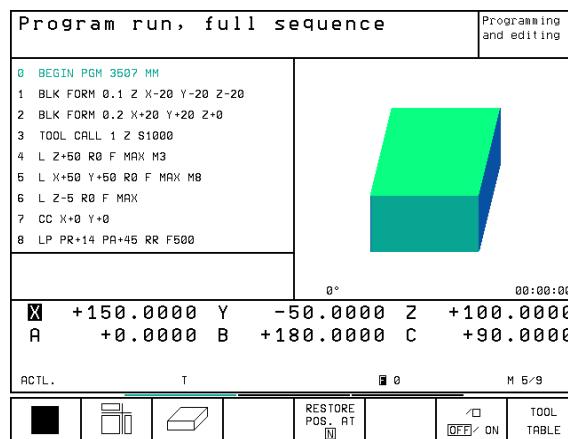 Program run, full sequence
Programming
and editing
0 BEGIN PGM 3507 MM
1 BLK FORM 0.1 Z X-20 Y-20 Z-20
2 BLK FORM 0.2 X+20 Y+20 Z+0
3 TOOL CALL 1 Z S1000
4 L Z+50 R0 F MAX M3
5 L X+50 Y+50 R0 F MAX M8
6 L Z-5 R0 F MAX
7 CC X+0 Y+0
8 LP PR+14 PA+45 RR F500
0° 00:00:00
X +150.0000 Y -50.0000 Z +100.0000
A +0.0000 B +180.0000 C +90.0000
ACTL. T F 0 M 5/9
RESTORE
POS. AT
N
OFF / ON
TOOL
TABLE